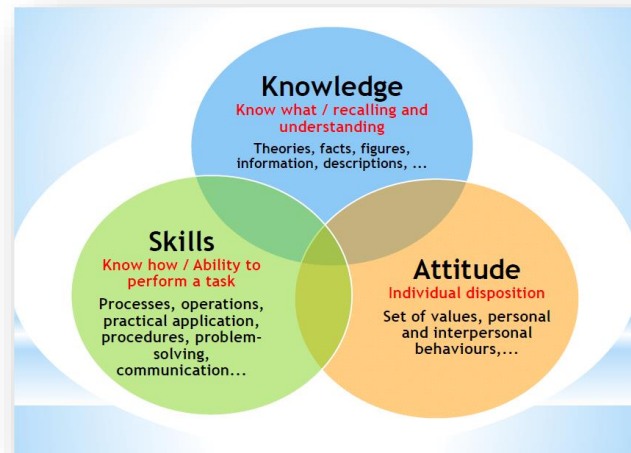 Knowledge
Know what / recalling and
understanding
Theories, facts, figures,
information, descriptions, ...
Skills
Know how / Ability to
perform a task
Processes, operations,
practical application,
procedures, problem-
solving,
communication...
Attitude
Individual disposition
Set of values, personal
and interpersonal
behaviours,...